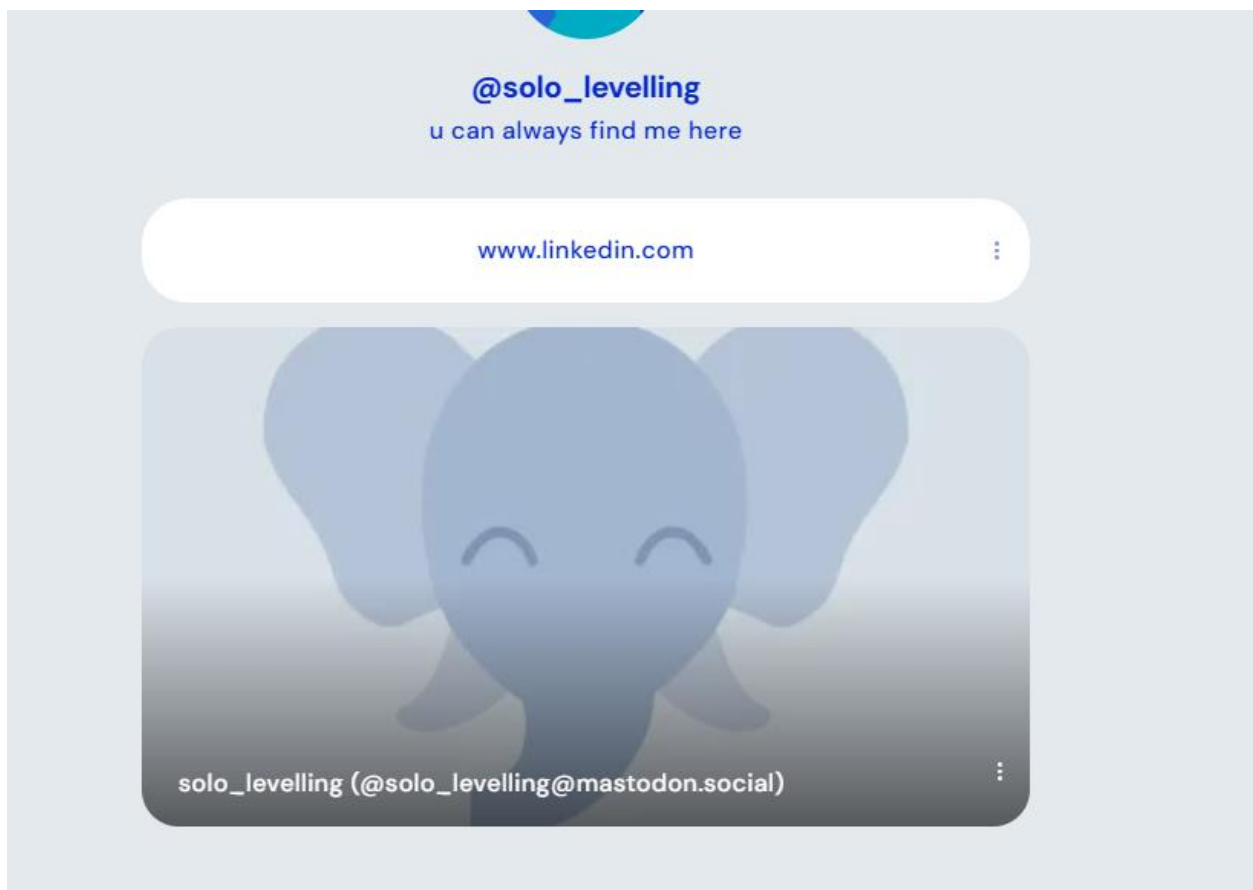 @solo_levelling
u can always find me here
www.linkedin.com
solo_levelling (@solo_levelling@mastodon.social)